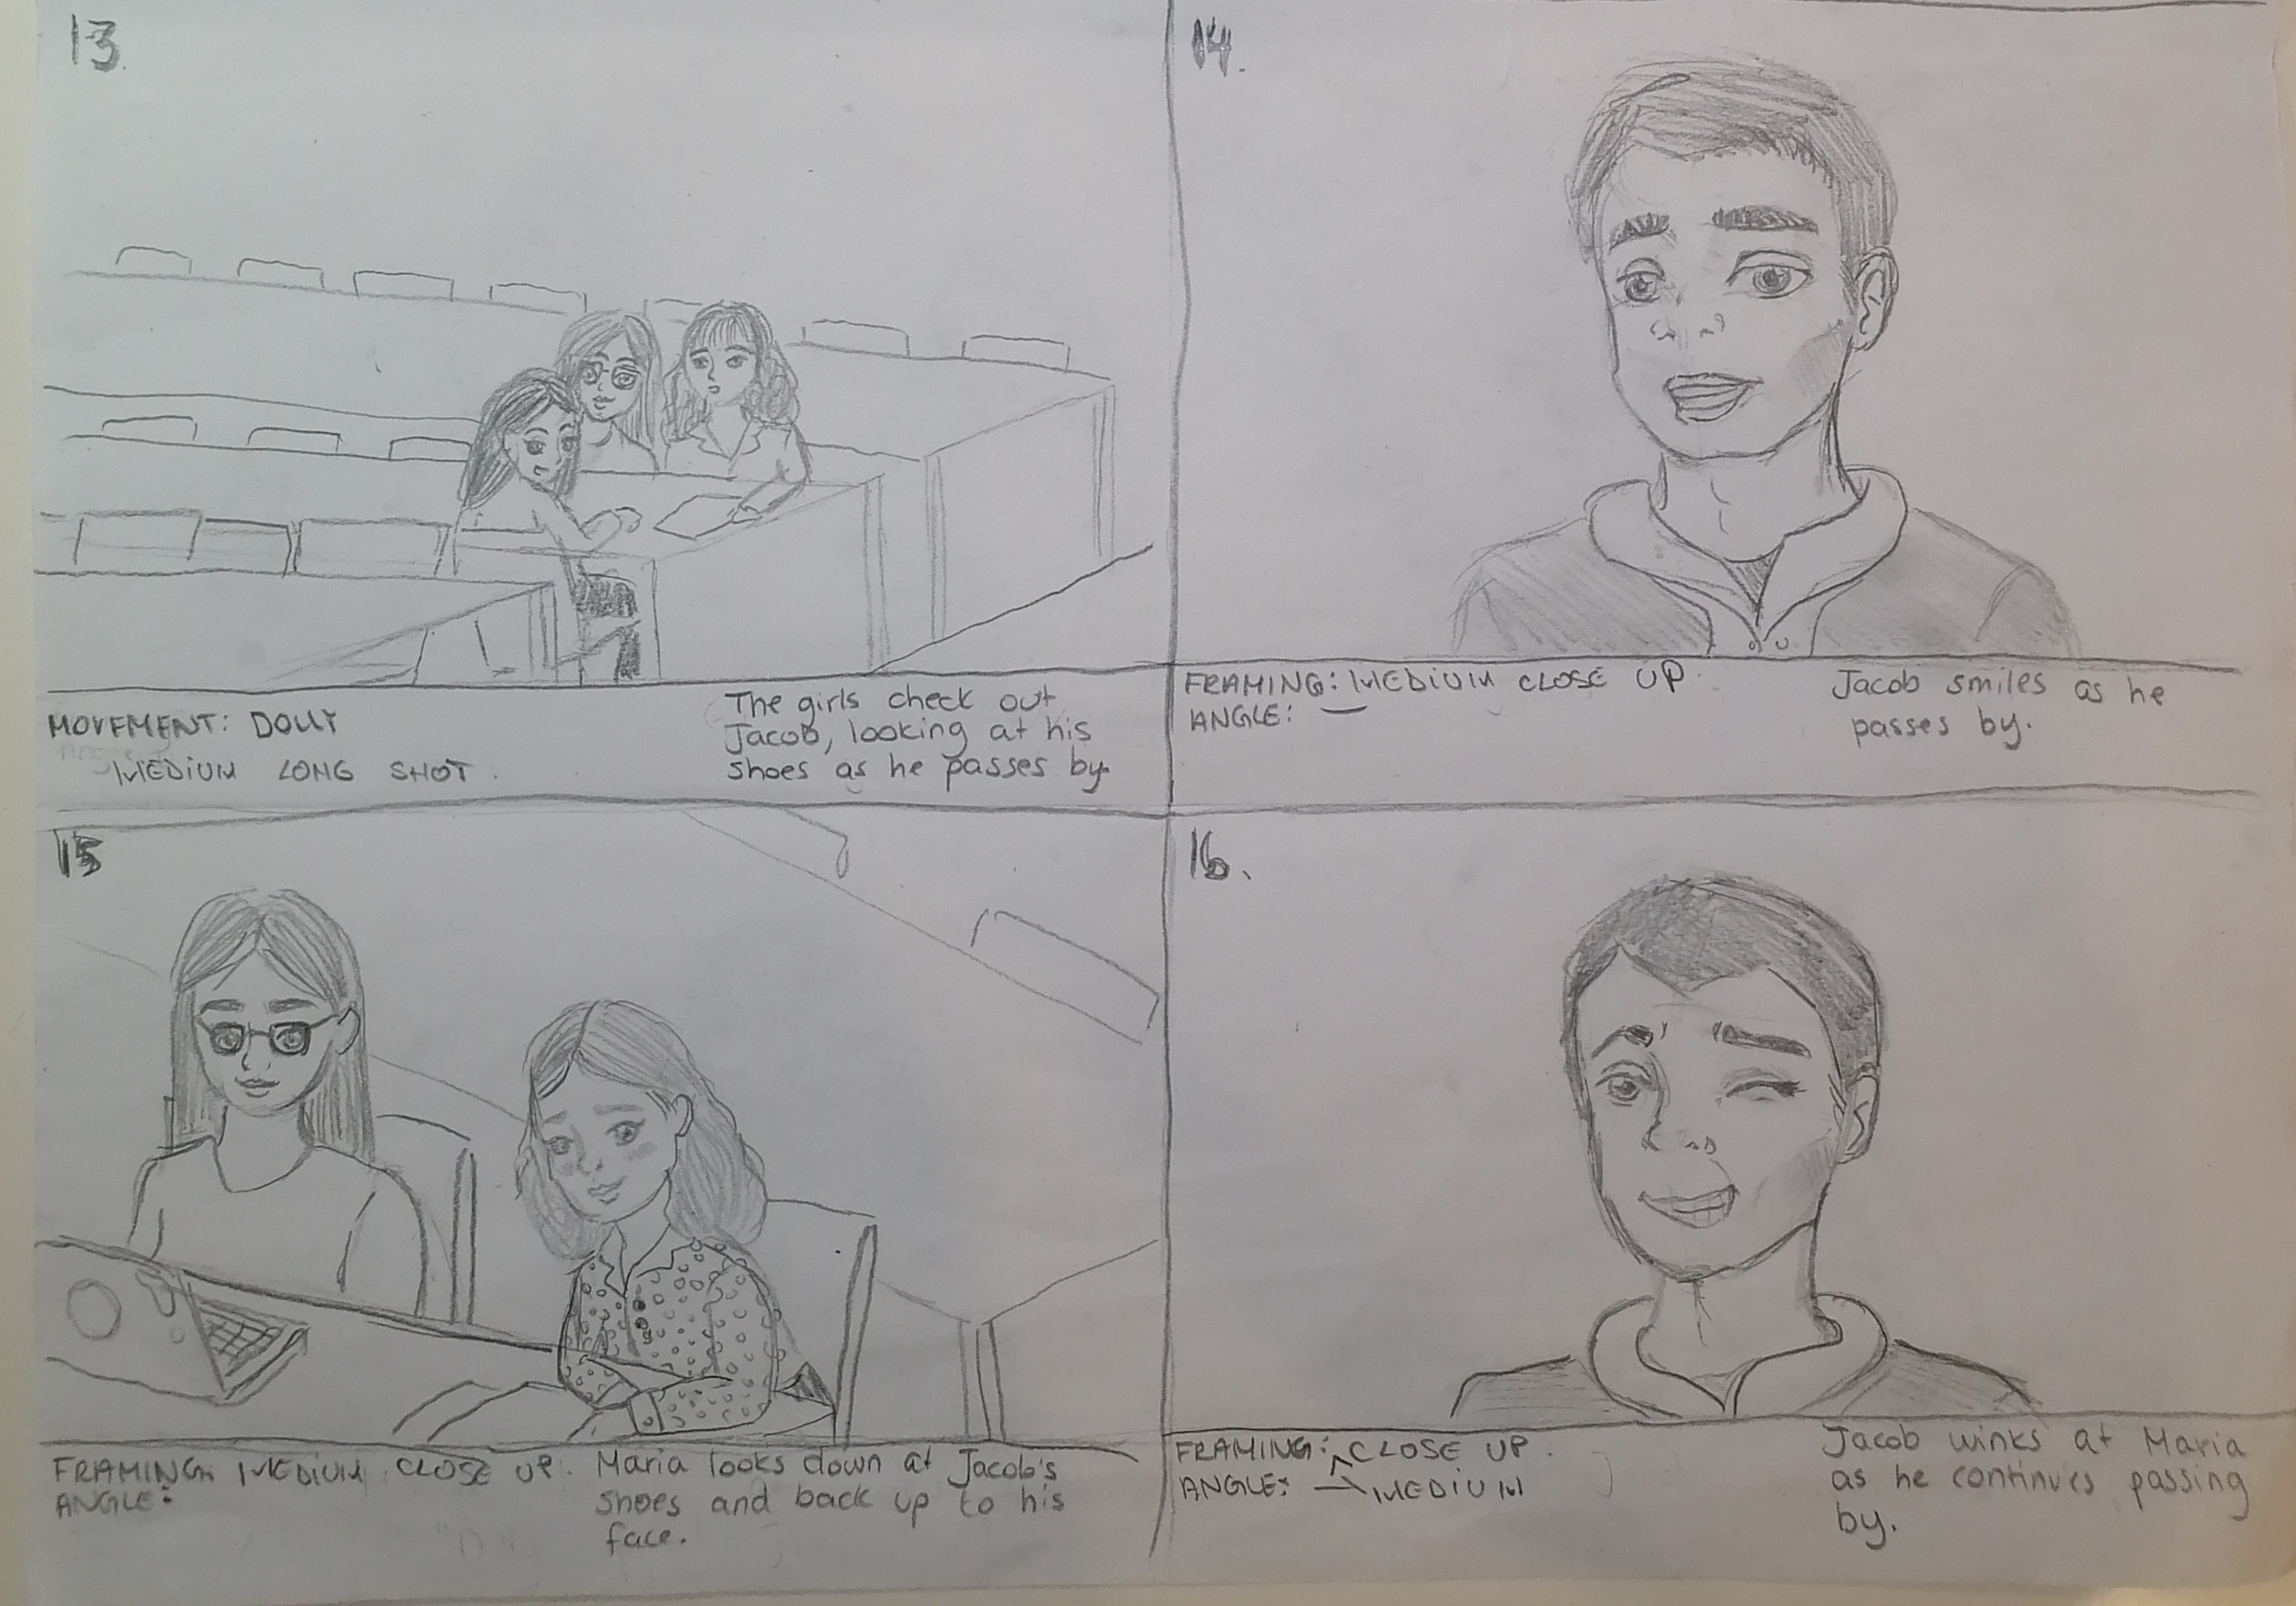 13.
MOVEMENT: DOLLY
MEDIUM LONG SHOT.
The girls check out
Jacob, looking at his
shoes as he passes by.
14.
FRAMING: MEDIUM CLOSE UP.
ANGLE: —
Jacob smiles as he
passes by.
15
FRAMING: MEDIUM CLOSE UP.
ANGLE:
Maria looks down at Jacob's
shoes and back up to his
face.
16.
FRAMING: CLOSE UP.
ANGLE: — MEDIUM
Jacob winks at Maria
as he continues passing
by.